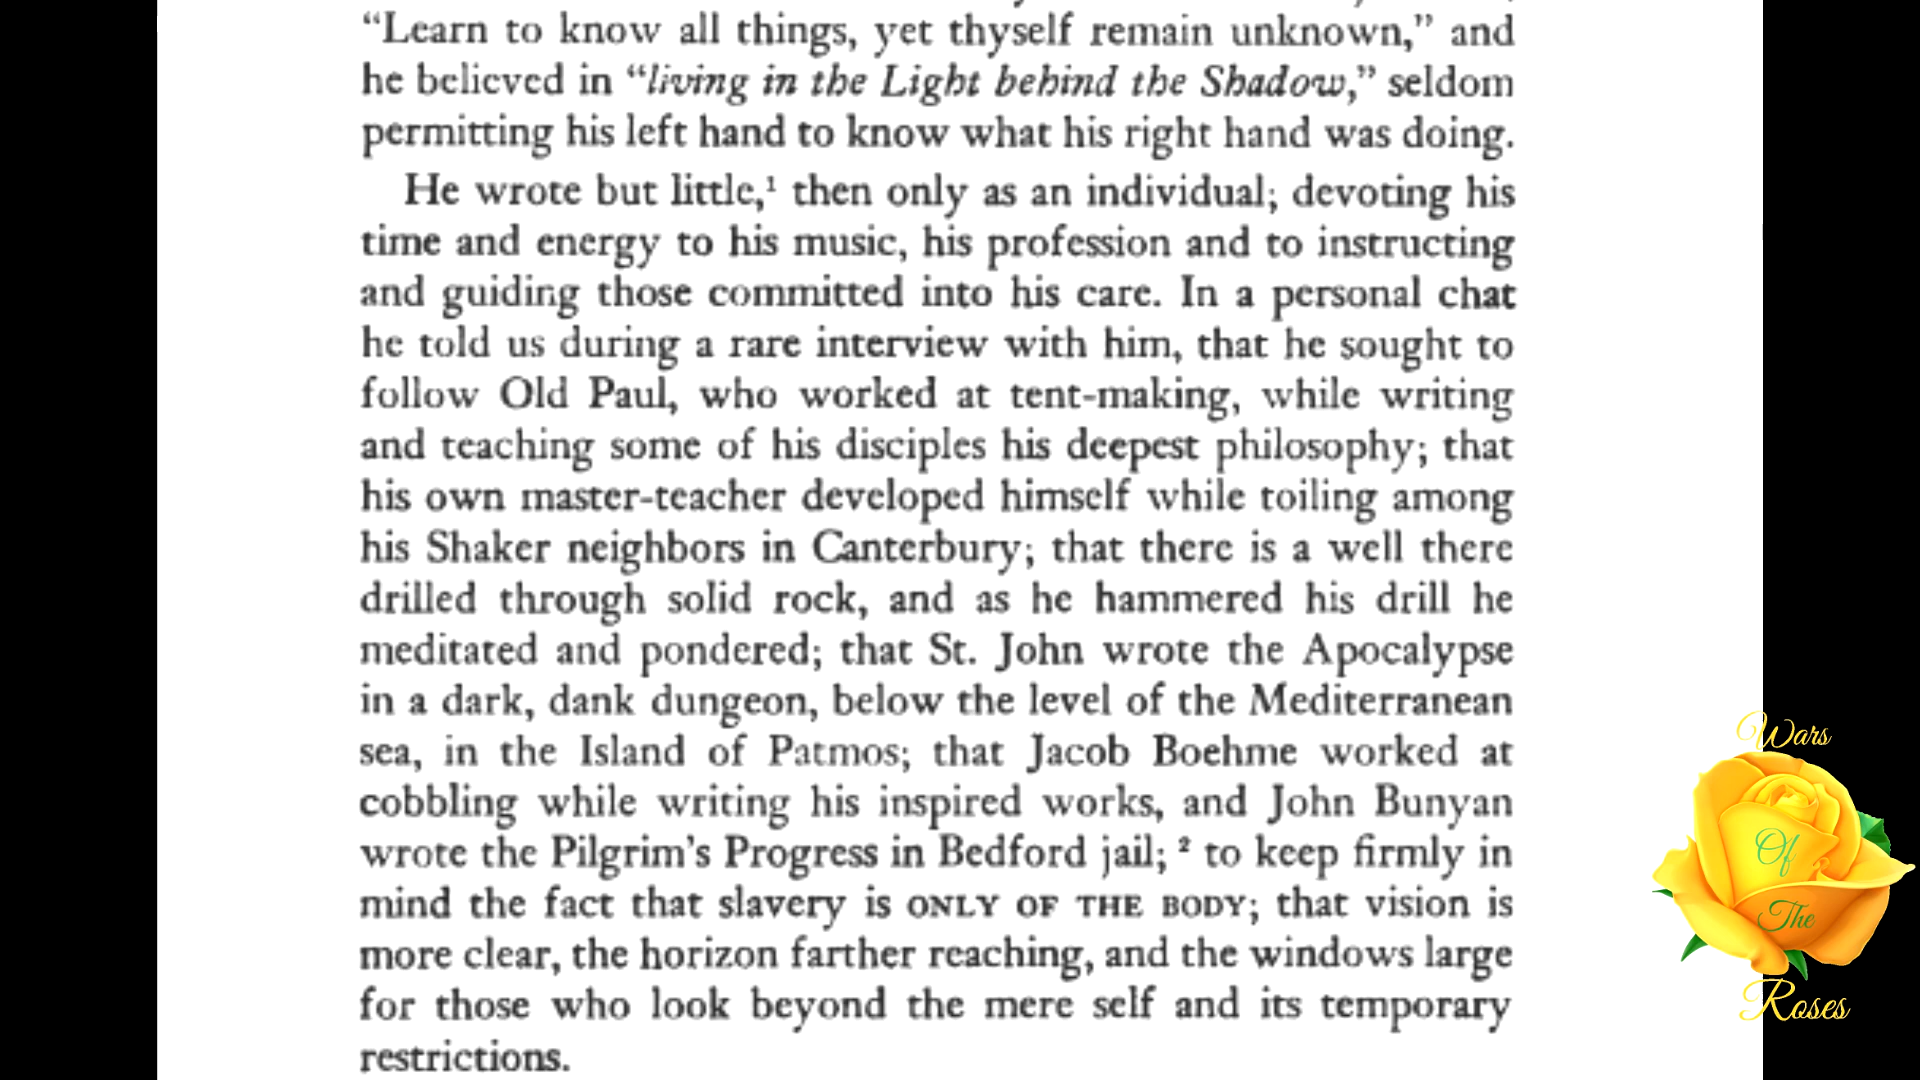 “Learn to know all things, yet thyself remain unknown,” and
he believed in “living in the Light behind the Shadow,” seldom
permitting his left hand to know what his right hand was doing.
He wrote but little,¹ then only as an individual; devoting his
time and energy to his music, his profession and to instructing
and guiding those committed into his care. In a personal chat
he told us during a rare interview with him, that he sought to
follow Old Paul, who worked at tent-making, while writing
and teaching some of his disciples his deepest philosophy; that
his own master-teacher developed himself while toiling among
his Shaker neighbors in Canterbury; that there is a well there
drilled through solid rock, and as he hammered his drill he
meditated and pondered; that St. John wrote the Apocalypse
in a dark, dank dungeon, below the level of the Mediterranean
sea, in the Island of Patmos; that Jacob Boehme worked at
cobbling while writing his inspired works, and John Bunyan
wrote the Pilgrim’s Progress in Bedford jail; ² to keep firmly in
mind the fact that slavery is ONLY OF THE BODY; that vision is
more clear, the horizon farther reaching, and the windows large
for those who look beyond the mere self and its temporary
restrictions.
Wars
Of
The
Roses